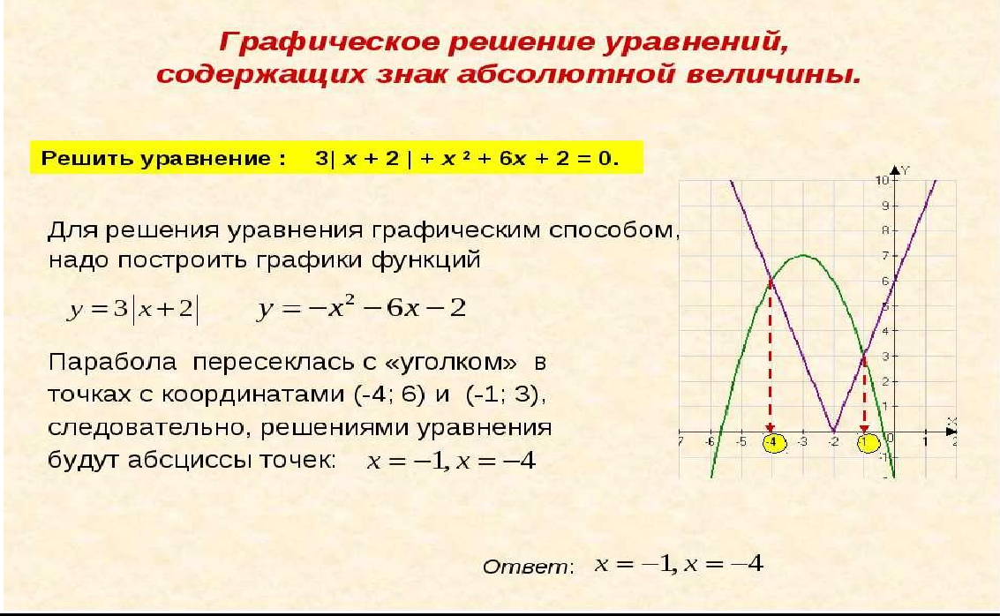 Графическое решение уравнений,
содержащих знак абсолютной величины.
Решить уравнение : 3| x + 2 | + x ² + 6x + 2 = 0.
Для решения уравнения графическим способом,
надо построить графики функций
y = 3|x + 2| y = −x² − 6x − 2
Парабола пересеклась с «уголком» в
точках с координатами (-4; 6) и (-1; 3),
следовательно, решениями уравнения
будут абсциссы точек: x = −1, x = −4
Ответ: x = −1, x = −4
Y
10
9
8
7
6
5
4
3
2
1
X
7 -6 -5 -4 -3 -2 -1 0 1 2
-1